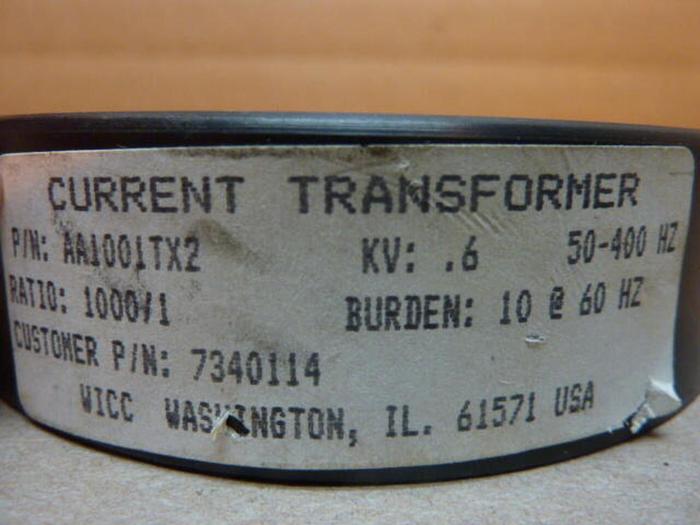 CURRENT TRANSFORMER
P/N: AA1001TX2 KV: .6 50-400 HZ
RATIO: 1000/1 BURDEN: 10 @ 60 HZ
CUSTOMER P/N: 7340114
WICC WASHINGTON, IL. 61571 USA